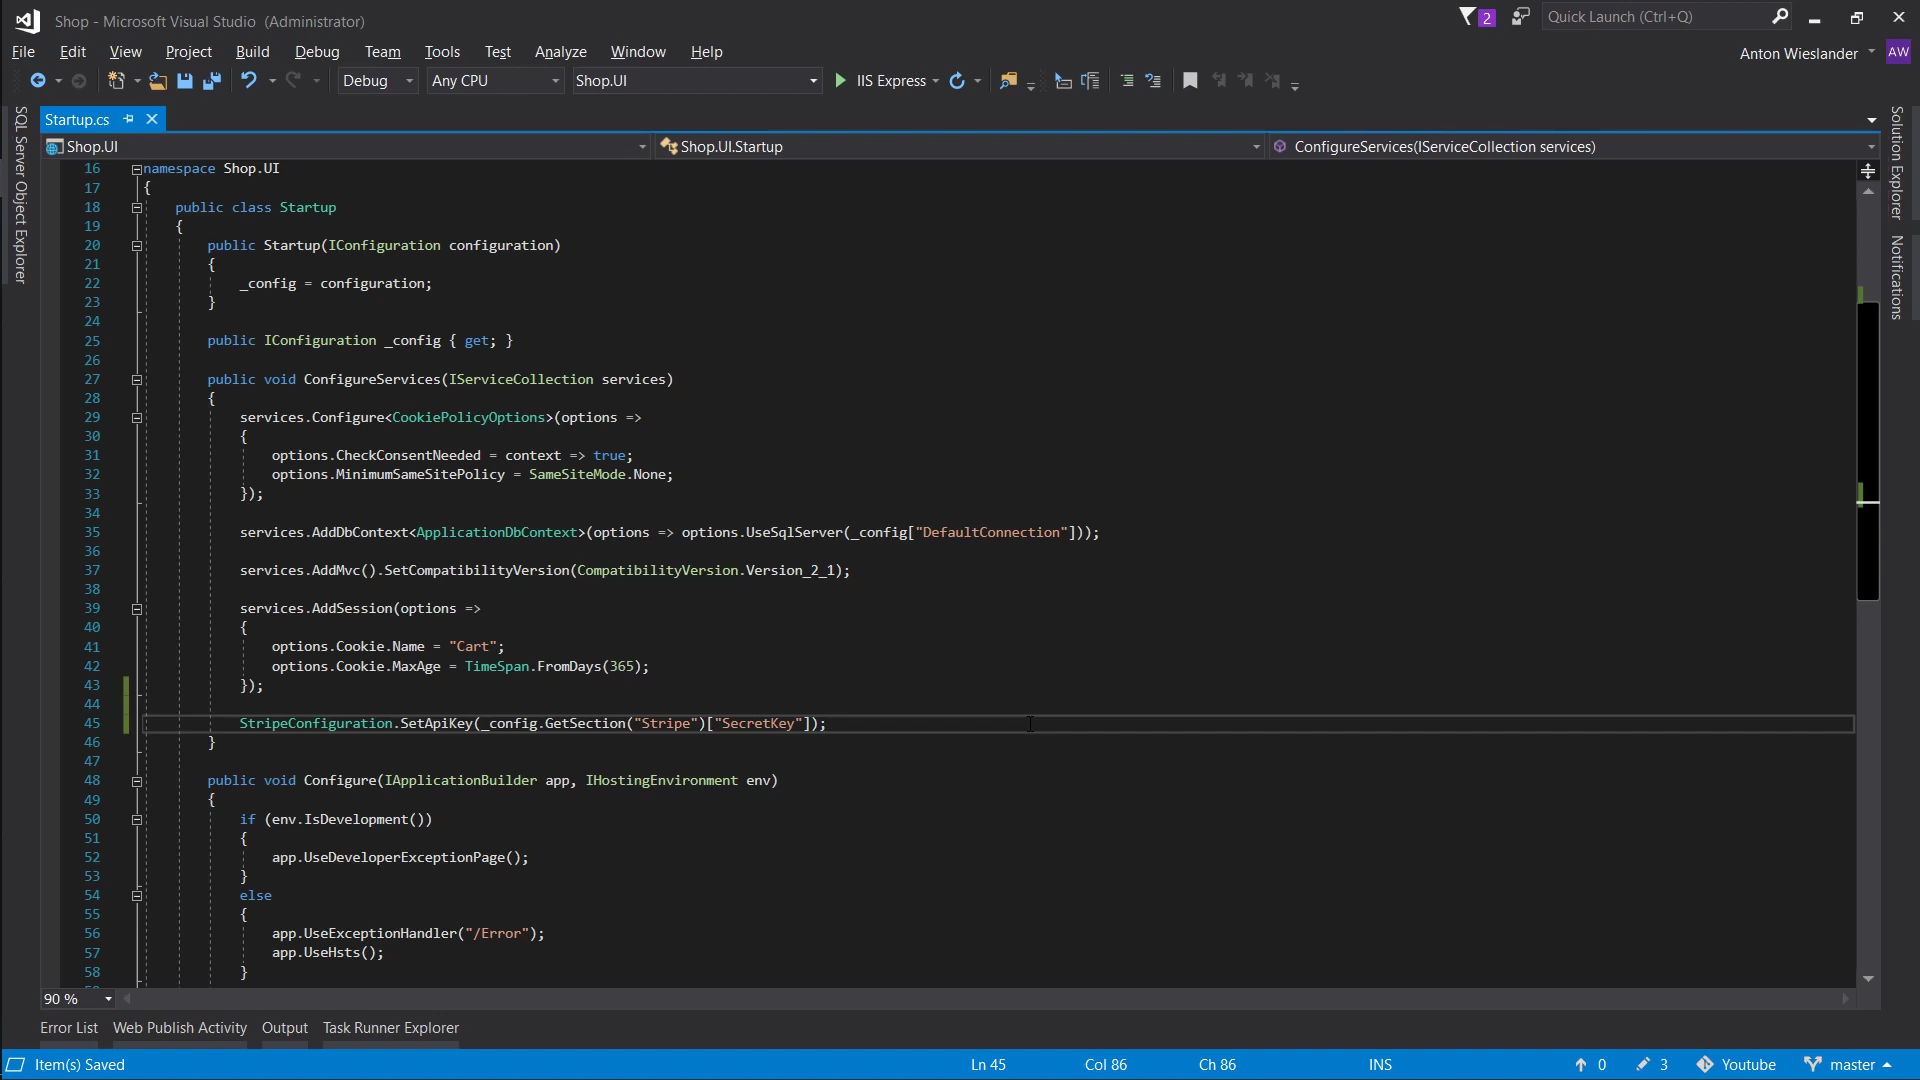 Shop - Microsoft Visual Studio (Administrator)
2
Quick Launch (Ctrl+Q)
File Edit View Project Build Debug Team Tools Test Analyze Window Help
Anton Wieslander AW
Debug Any CPU Shop.UI IIS Express
SQL Server Object Explorer
Solution Explorer
Notifications
Startup.cs
Shop.UI Shop.UI.Startup ConfigureServices(IServiceCollection services)
16 namespace Shop.UI
17 {
18 public class Startup
19 {
20 public Startup(IConfiguration configuration)
21 {
22 _config = configuration;
23 }
24
25 public IConfiguration _config { get; }
26
27 public void ConfigureServices(IServiceCollection services)
28 {
29 services.Configure<CookiePolicyOptions>(options =>
30 {
31 options.CheckConsentNeeded = context => true;
32 options.MinimumSameSitePolicy = SameSiteMode.None;
33 });
34
35 services.AddDbContext<ApplicationDbContext>(options => options.UseSqlServer(_config["DefaultConnection"]));
36
37 services.AddMvc().SetCompatibilityVersion(CompatibilityVersion.Version_2_1);
38
39 services.AddSession(options =>
40 {
41 options.Cookie.Name = "Cart";
42 options.Cookie.MaxAge = TimeSpan.FromDays(365);
43 });
44
45 StripeConfiguration.SetApiKey(_config.GetSection("Stripe")["SecretKey"]);
46 }
47
48 public void Configure(IApplicationBuilder app, IHostingEnvironment env)
49 {
50 if (env.IsDevelopment())
51 {
52 app.UseDeveloperExceptionPage();
53 }
54 else
55 {
56 app.UseExceptionHandler("/Error");
57 app.UseHsts();
58 }
90 %
Error List Web Publish Activity Output Task Runner Explorer
Item(s) Saved Ln 45 Col 86 Ch 86 INS 0 3 Youtube master